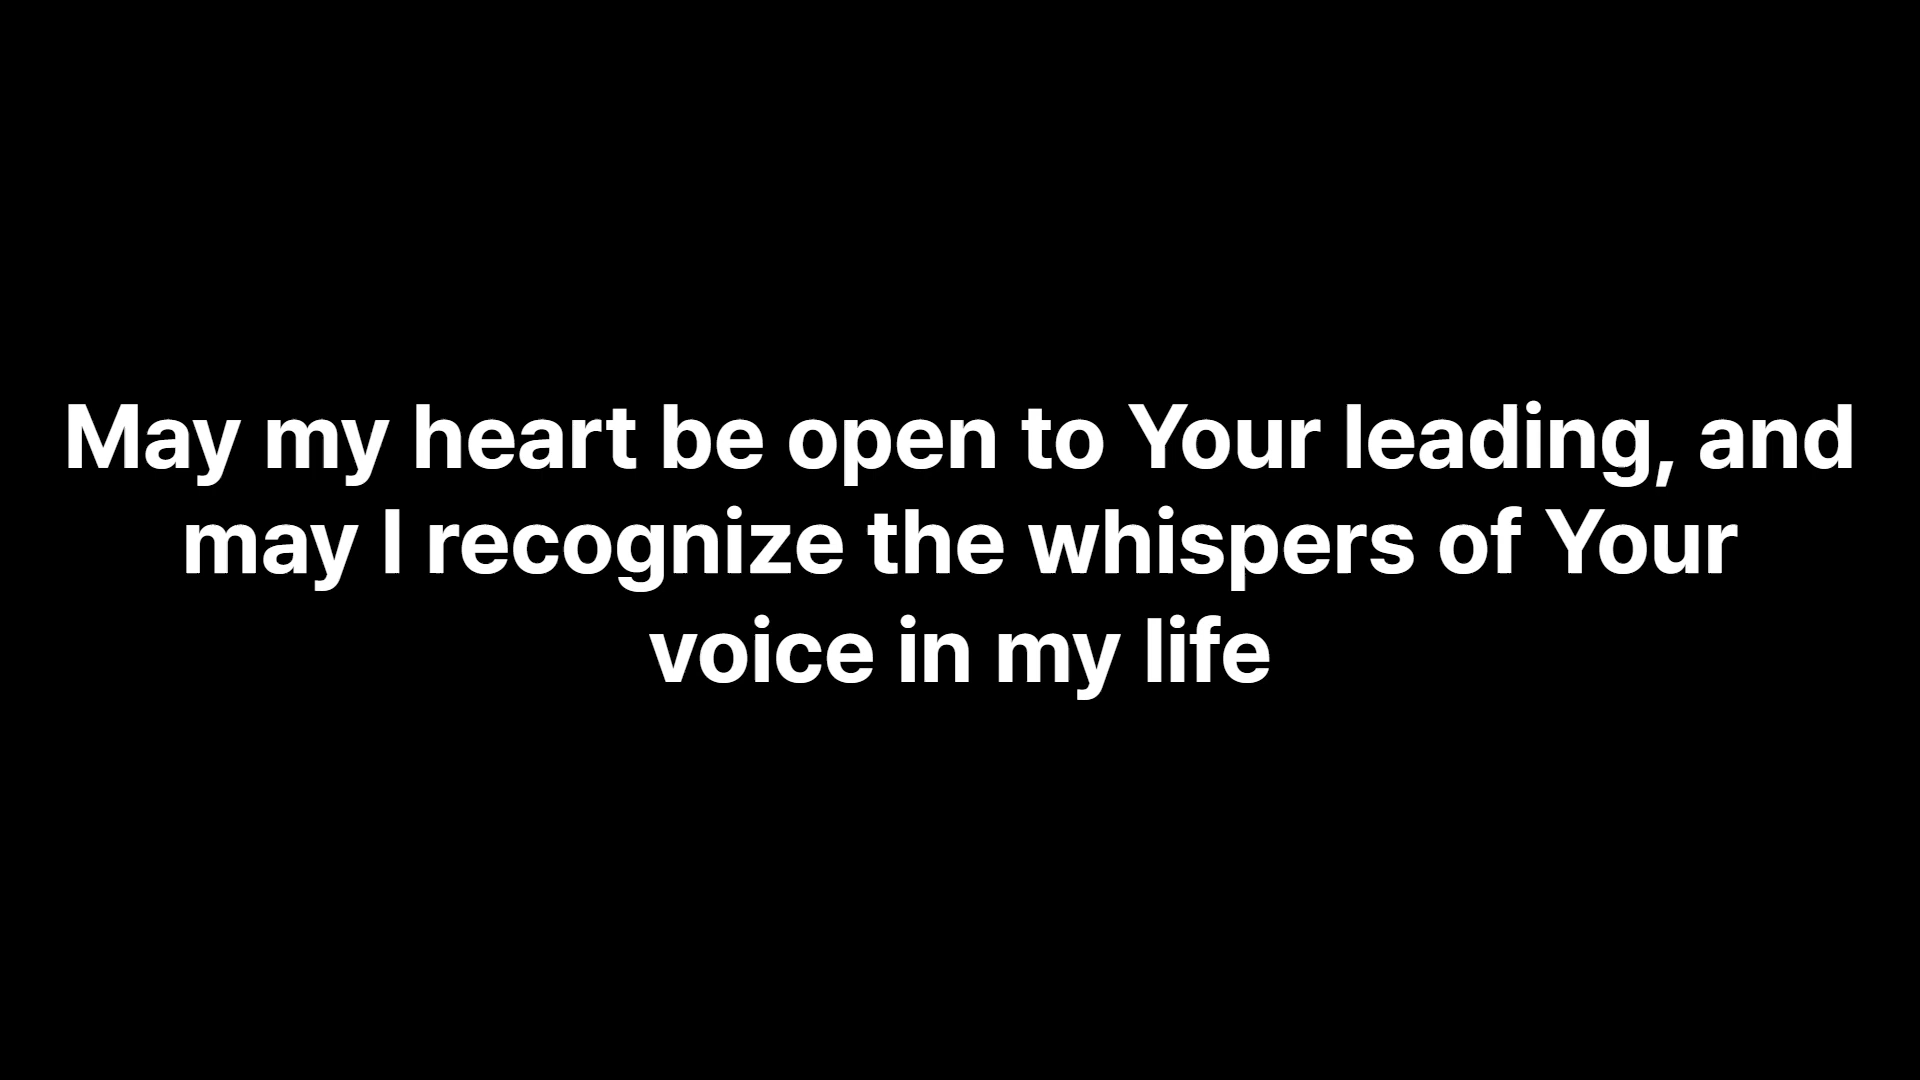 May my heart be open to Your leading, and
may I recognize the whispers of Your
voice in my life